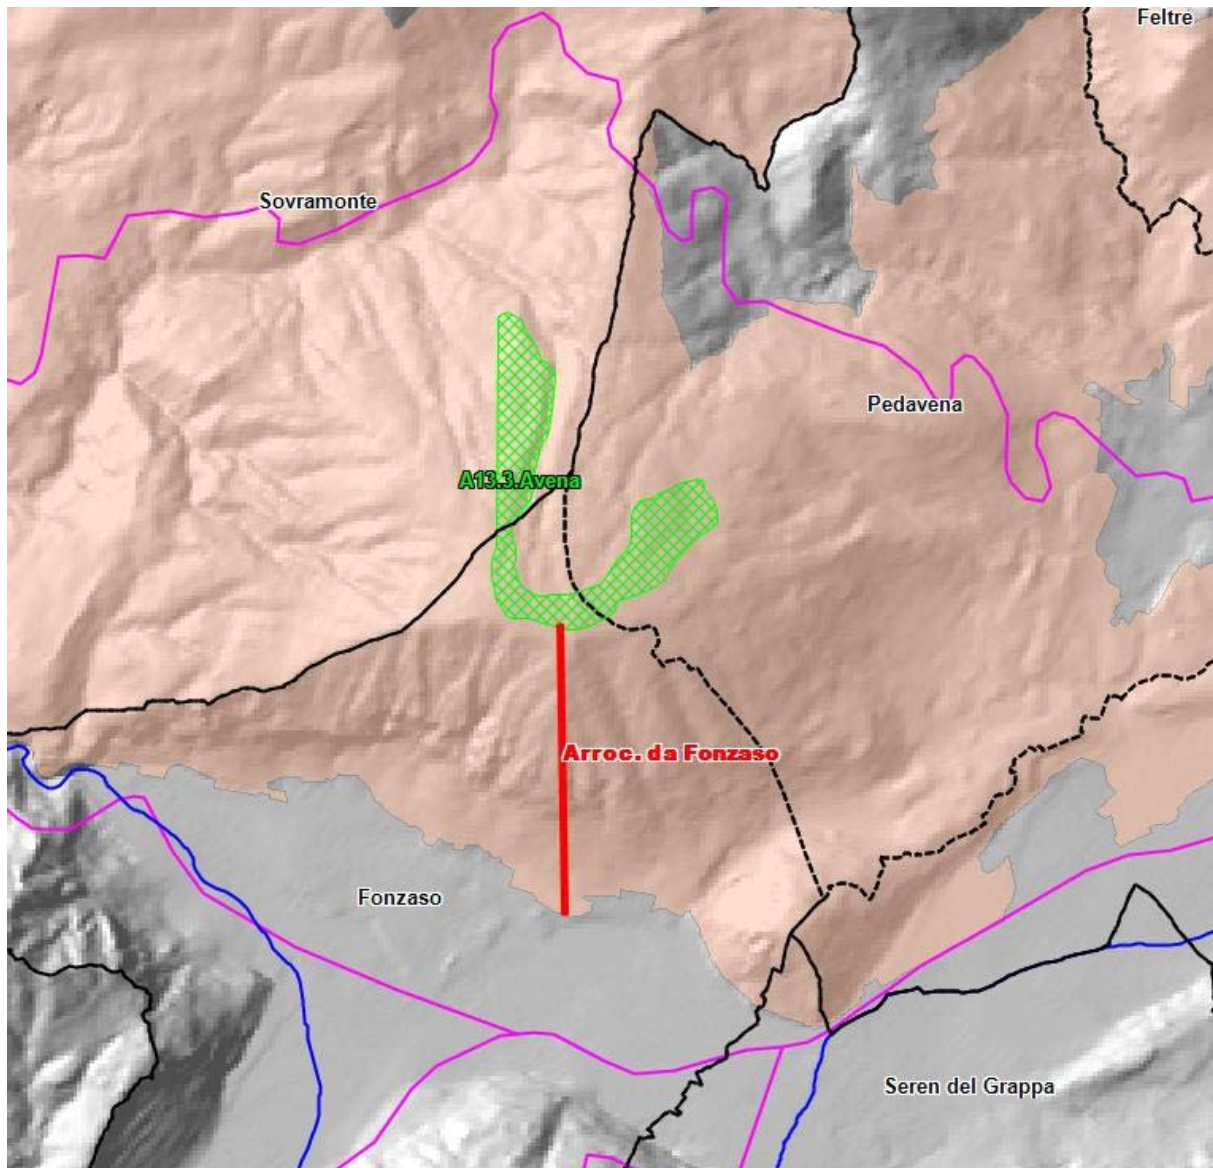 Feltre
Sovramonte
Pedavena
A13.3.Avena
Arroc. da Fonzaso
Fonzaso
Seren del Grappa